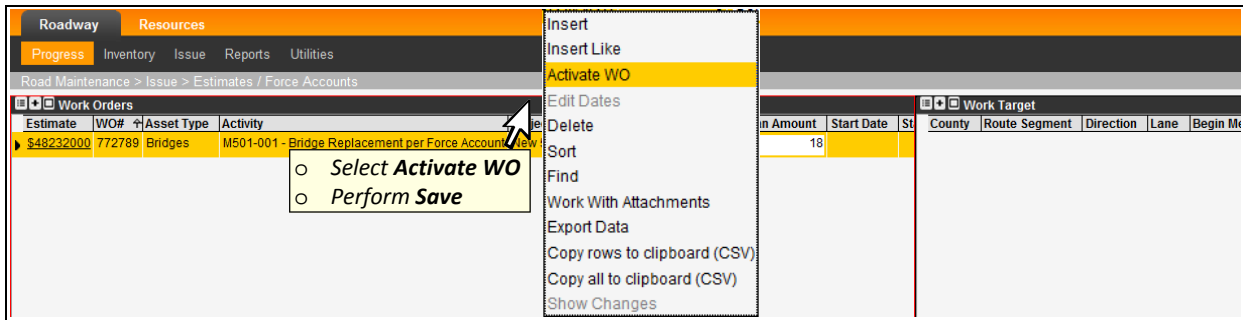 Roadway Resources
Progress Inventory Issue Reports Utilities
Road Maintenance > Issue > Estimates / Force Accounts
Work Orders
Estimate WO# Asset Type Activity
$48232000 772789 Bridges M501-001 - Bridge Replacement per Force Account New
o Select Activate WO
o Perform Save
Insert
Insert Like
Activate WO
Edit Dates
Delete
Sort
Find
Work With Attachments
Export Data
Copy rows to clipboard (CSV)
Copy all to clipboard (CSV)
Show Changes
Amount Start Date
18
Work Target
County Route Segment Direction Lane Begin